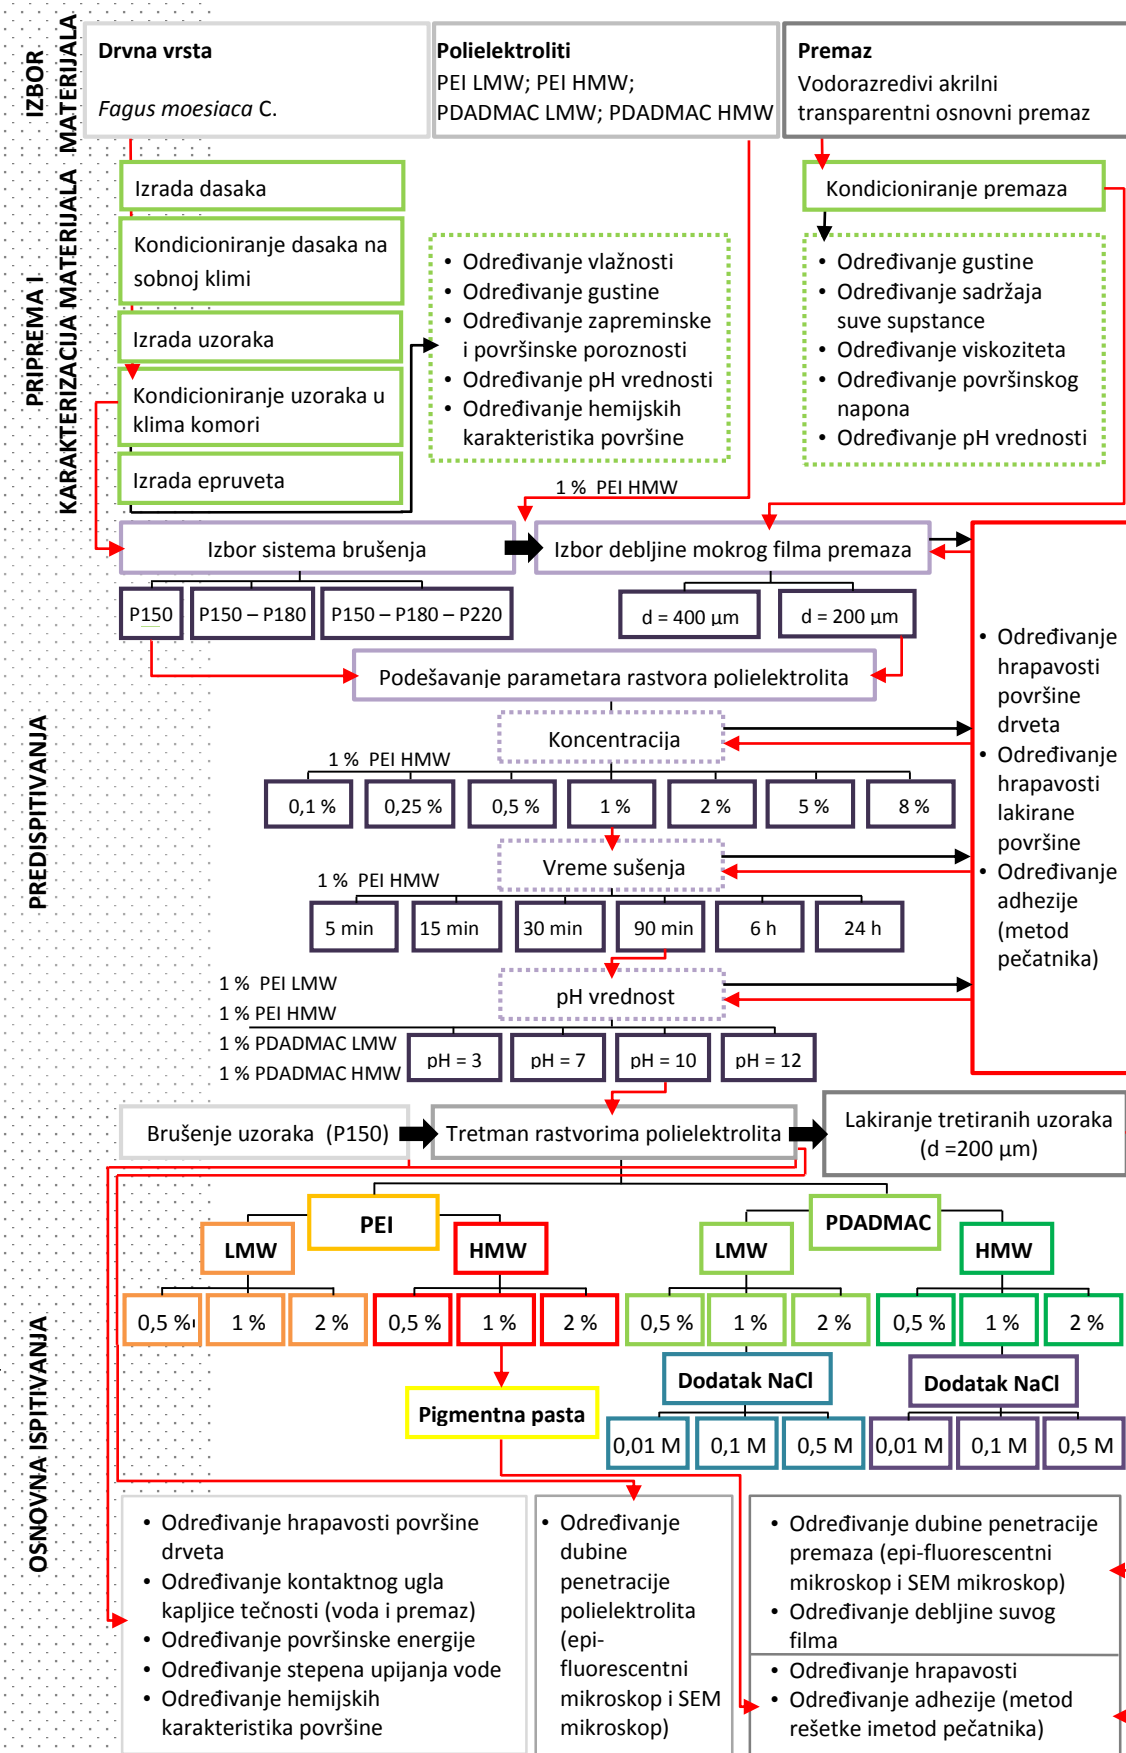 IZBOR
MATERIJALA
Drvna vrsta
Fagus moesiaca C.
Polielektroliti
PEI LMW; PEI HMW;
PDADMAC LMW; PDADMAC HMW
Premaz
Vodorazredivi akrilni
transparentni osnovni premaz
PRIPREMA I
KARAKTERIZACIJA MATERIJALA
Izrada dasaka
Kondicioniranje dasaka na
sobnoj klimi
Izrada uzoraka
Kondicioniranje uzoraka u
klima komori
Izrada epruveta
• Određivanje vlažnosti
• Određivanje gustine
• Određivanje zapreminske
i površinske poroznosti
• Određivanje pH vrednosti
• Određivanje hemijskih
karakteristika površine
Kondicioniranje premaza
• Određivanje gustine
• Određivanje sadržaja
suve supstance
• Određivanje viskoziteta
• Određivanje površinskog
napona
• Određivanje pH vrednosti
1 % PEI HMW
PREDISPITIVANJA
Izbor sistema brušenja
Izbor debljine mokrog filma premaza
P150
P150 – P180
P150 – P180 – P220
d = 400 µm
d = 200 µm
Podešavanje parametara rastvora polielektrolita
Koncentracija
1 % PEI HMW
0,1 %
0,25 %
0,5 %
1 %
2 %
5 %
8 %
Vreme sušenja
1 % PEI HMW
5 min
15 min
30 min
90 min
6 h
24 h
pH vrednost
1 % PEI LMW
1 % PEI HMW
1 % PDADMAC LMW
1 % PDADMAC HMW
pH = 3
pH = 7
pH = 10
pH = 12
• Određivanje
hrapavosti
površine
drveta
• Određivanje
hrapavosti
lakirane
površine
• Određivanje
adhezije
(metod
pečatnika)
OSNOVNA ISPITIVANJA
Brušenje uzoraka (P150)
Tretman rastvorima polielektrolita
Lakiranje tretiranih uzoraka
(d =200 µm)
PEI
LMW
HMW
PDADMAC
LMW
HMW
0,5 %
1 %
2 %
0,5 %
1 %
2 %
0,5 %
1 %
2 %
0,5 %
1 %
2 %
Pigmentna pasta
Dodatak NaCl
Dodatak NaCl
0,01 M
0,1 M
0,5 M
0,01 M
0,1 M
0,5 M
• Određivanje hrapavosti površine
drveta
• Određivanje kontaktnog ugla
kapljice tečnosti (voda i premaz)
• Određivanje površinske energije
• Određivanje stepena upijanja vode
• Određivanje hemijskih
karakteristika površine
• Određivanje
dubine
penetracije
polielektrolita
(epi-
fluorescentni
mikroskop i SEM
mikroskop)
• Određivanje dubine penetracije
premaza (epi-fluorescentni
mikroskop i SEM mikroskop)
• Određivanje debljine suvog
filma
• Određivanje hrapavosti
• Određivanje adhezije (metod
rešetke imetod pečatnika)